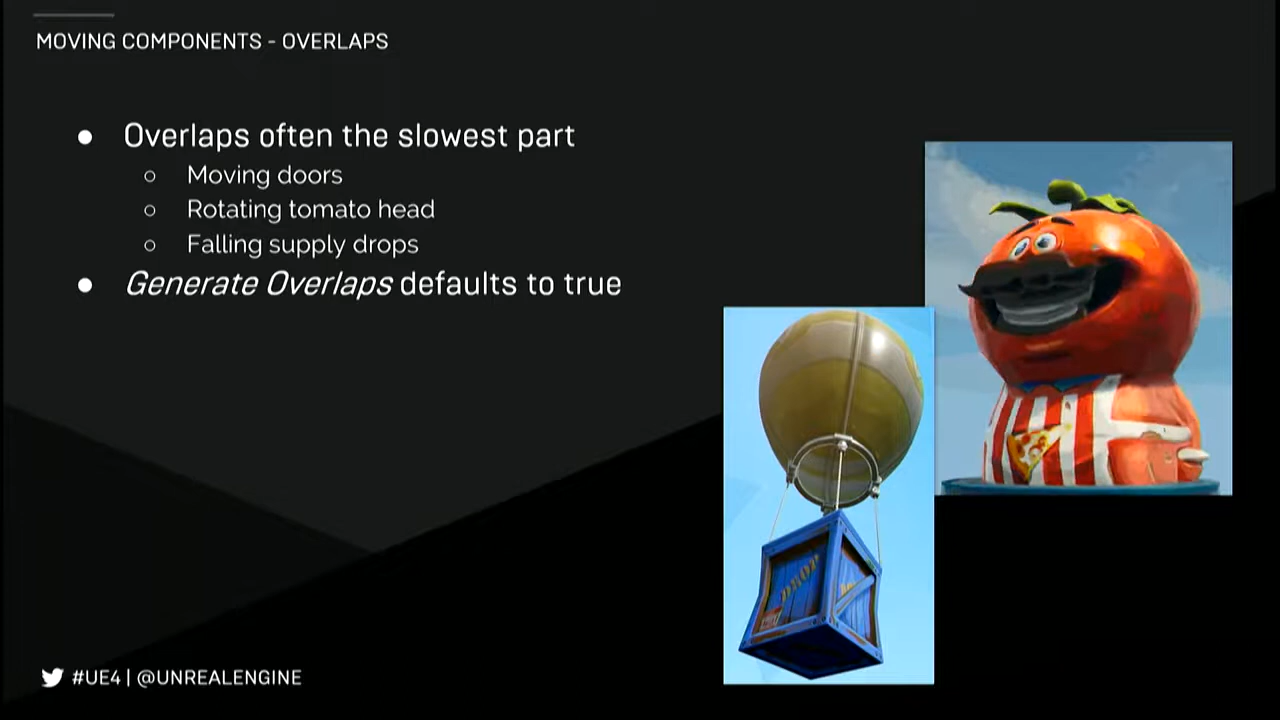 MOVING COMPONENTS - OVERLAPS
● Overlaps often the slowest part
○ Moving doors
○ Rotating tomato head
○ Falling supply drops
● Generate Overlaps defaults to true
DROP
#UE4 | @UNREALENGINE